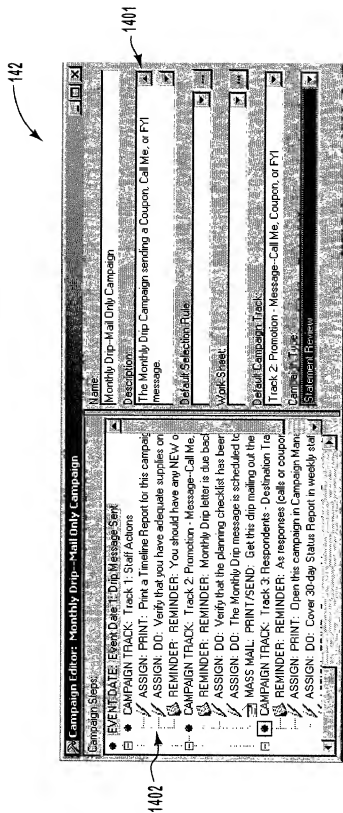 142
Campaign Editor: Monthly Drip--Mail Only Campaign
Campaign Steps:
EVENT DATE: Event Date 1: Drip Message Sent
CAMPAIGN TRACK: Track 1: Staff Actions
ASSIGN: PRINT: Print a Timeline Report for this campaig
ASSIGN: DO: Verify that you have adequate supplies on
REMINDER: REMINDER: You should have any NEW o
CAMPAIGN TRACK: Track 2: Promotion - Message--Call Me,
REMINDER: REMINDER: Monthly Drip letter is due back
ASSIGN: DO: Verify that the planning checklist has been
ASSIGN: DO: The Monthly Drip message is scheduled to
MASS MAIL: PRINT/SEND: Get this drip mailing out the
CAMPAIGN TRACK: Track 3: Respondents - Destination Tra
REMINDER: REMINDER: As responses (calls or coupon
ASSIGN: PRINT: Open this campaign in Campaign Mana
ASSIGN: DO: Cover 30-day Status Report in weekly staf
1402
Name:
Monthly Drip-Mail Only Campaign
Description:
The Monthly Drip Campaign sending a Coupon, Call Me, or FYI
message.
Default Selection Rule:
Work Sheet:
Default Campaign Track:
Track 2: Promotion - Message--Call Me, Coupon, or FYI
Campaign Type:
Statement Review
1401